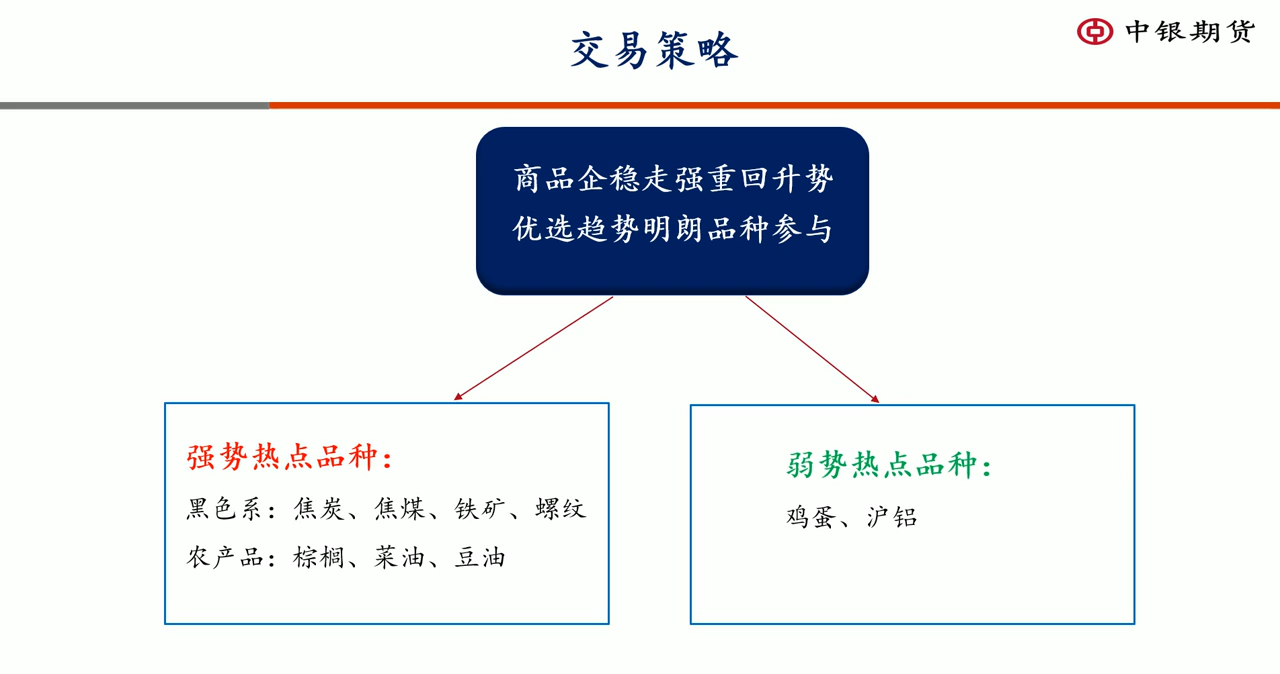 交易策略
中银期货
商品企稳走强重回升势
优选趋势明朗品种参与
强势热点品种：
黑色系：焦炭、焦煤、铁矿、螺纹
农产品：棕榈、菜油、豆油
弱势热点品种：
鸡蛋、沪铝